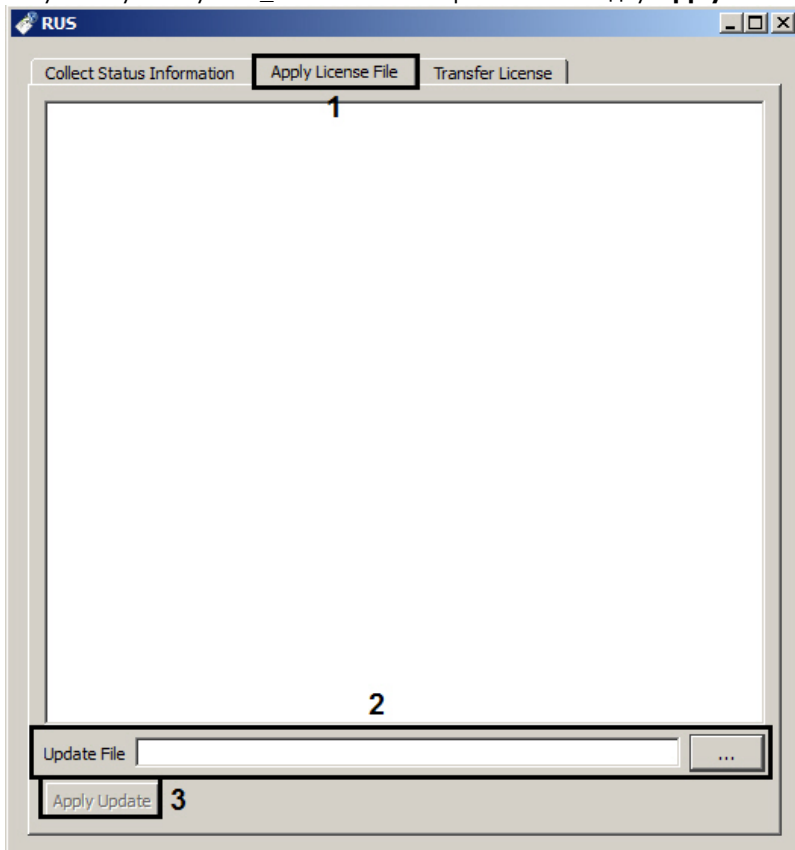 RUS
Collect Status Information Apply License File Transfer License
1
2
Update File ...
Apply Update 3